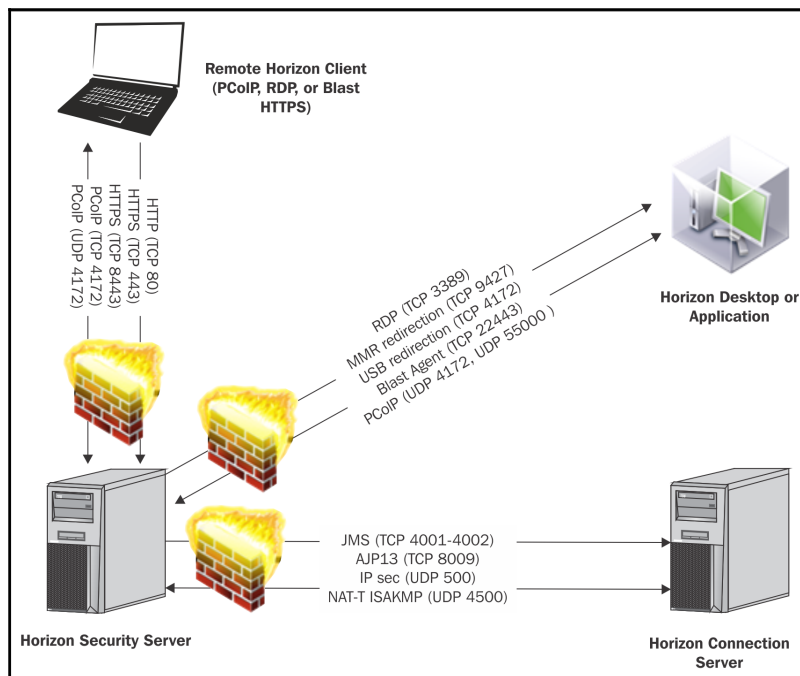 Remote Horizon Client
(PCoIP, RDP, or Blast
HTTPS)
HTTP (TCP 80)
HTTPS (TCP 443)
HTTPS (TCP 8443)
PCoIP (TCP 4172)
PCoIP (UDP 4172)
RDP (TCP 3389)
MMR redirection (TCP 9427)
USB redirection (TCP 4172)
Blast Agent (TCP 22443)
PCoIP (UDP 4172, UDP 55000 )
Horizon Desktop or
Application
JMS (TCP 4001-4002)
AJP13 (TCP 8009)
IP sec (UDP 500)
NAT-T ISAKMP (UDP 4500)
Horizon Security Server
Horizon Connection
Server